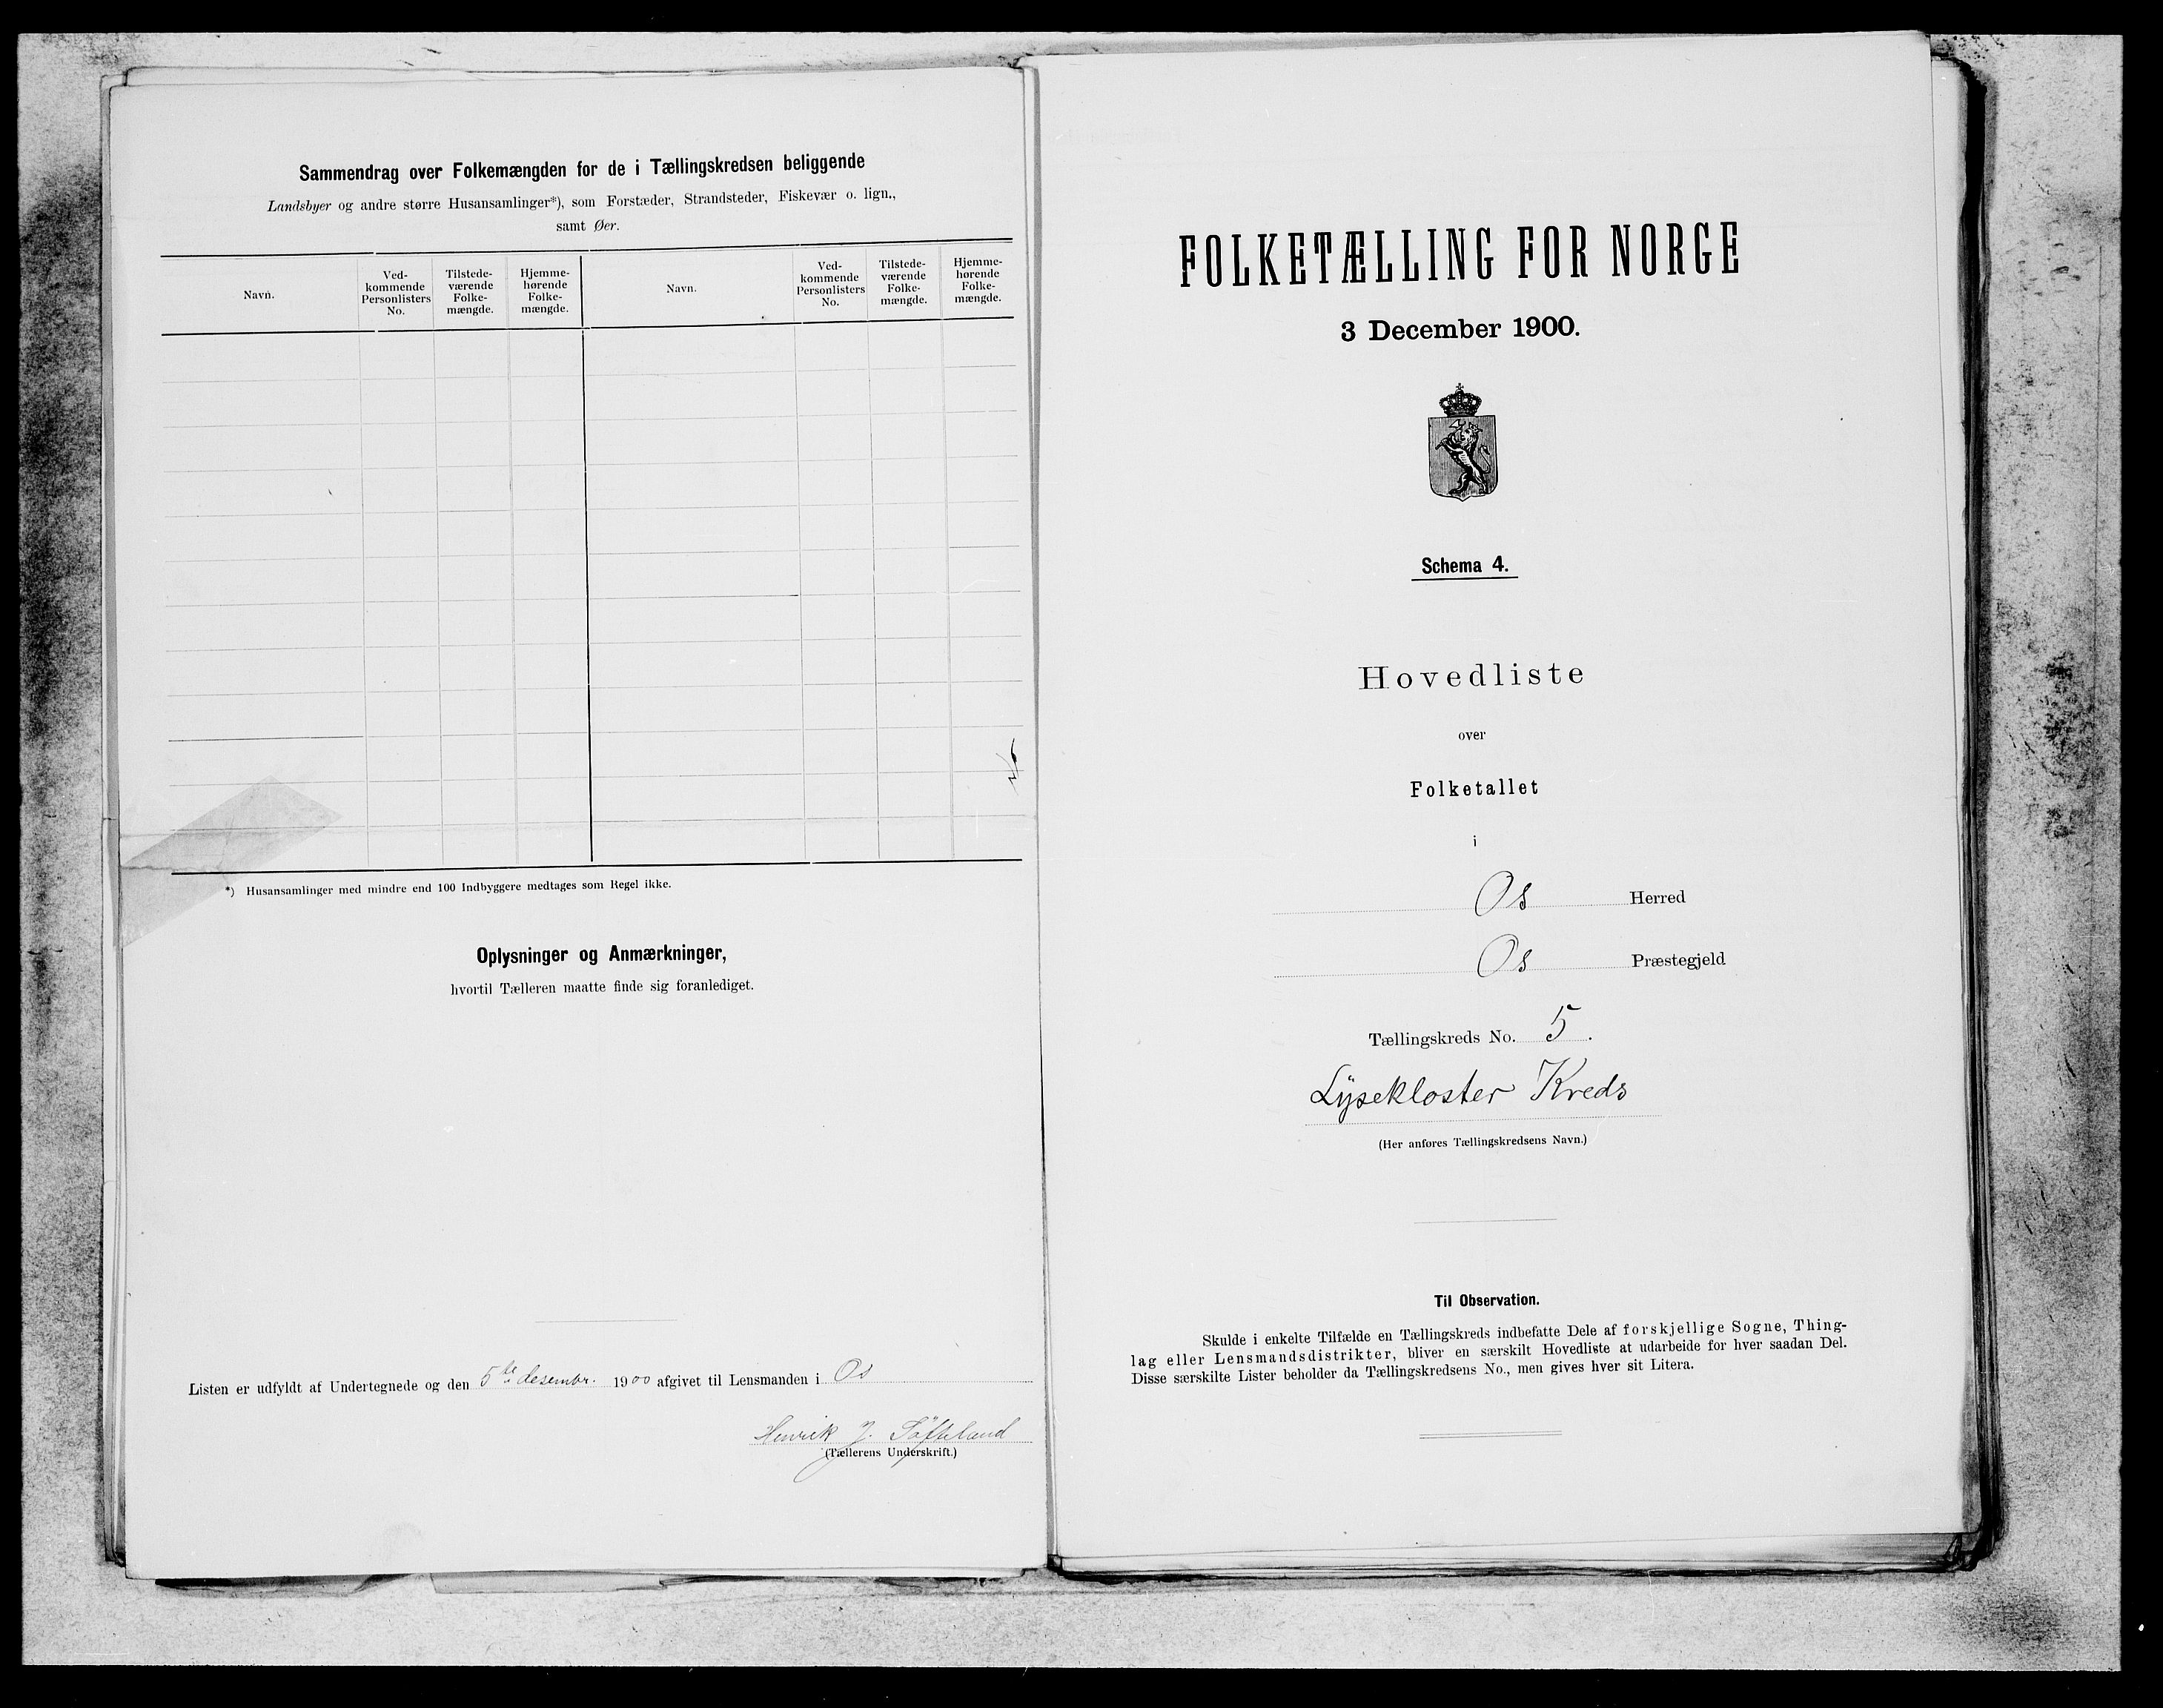 Sammendrag over Folkemængden for de i Tællingskredsen beliggende
Landsbyer og andre større Husansamlinger*), som Forstæder, Strandsteder, Fiskevær o. lign.,
samt Øer.
Navn.
Ved-
kommende
Personlisters
No.
Tilstede-
værende
Folke-
mængde.
Hjemme-
hørende
Folke-
mængde.
Navn.
Ved-
kommende
Personlisters
No.
Tilstede-
værende
Folke-
mængde.
Hjemme-
hørende
Folke-
mængde.
*) Husansamlinger med mindre end 100 Indbyggere medtages som Regel ikke.
Oplysninger og Anmærkninger,
hvortil Tælleren maatte finde sig foranlediget.
Listen er udfyldt af Undertegnede og den 5de desembr. 1900 afgivet til Lensmanden i Os
Henrik J. Søfteland
(Tællerens Underskrift.)
FOLKETÆLLING FOR NORGE
3 December 1900.
Schema 4.
Hovedliste
over
Folketallet
i
Os Herred
Os Præstegjeld
Tællingskreds No. 5.
Lysekloster Kreds
(Her anføres Tællingskredsens Navn.)
Til Observation.
Skulde i enkelte Tilfælde en Tællingskreds indbefatte Dele af forskjellige Sogne, Thing-
lag eller Lensmandsdistrikter, bliver en særskilt Hovedliste at udarbeide for hver saadan Del.
Disse særskilte Lister beholder da Tællingskredsens No., men gives hver sit Litera.